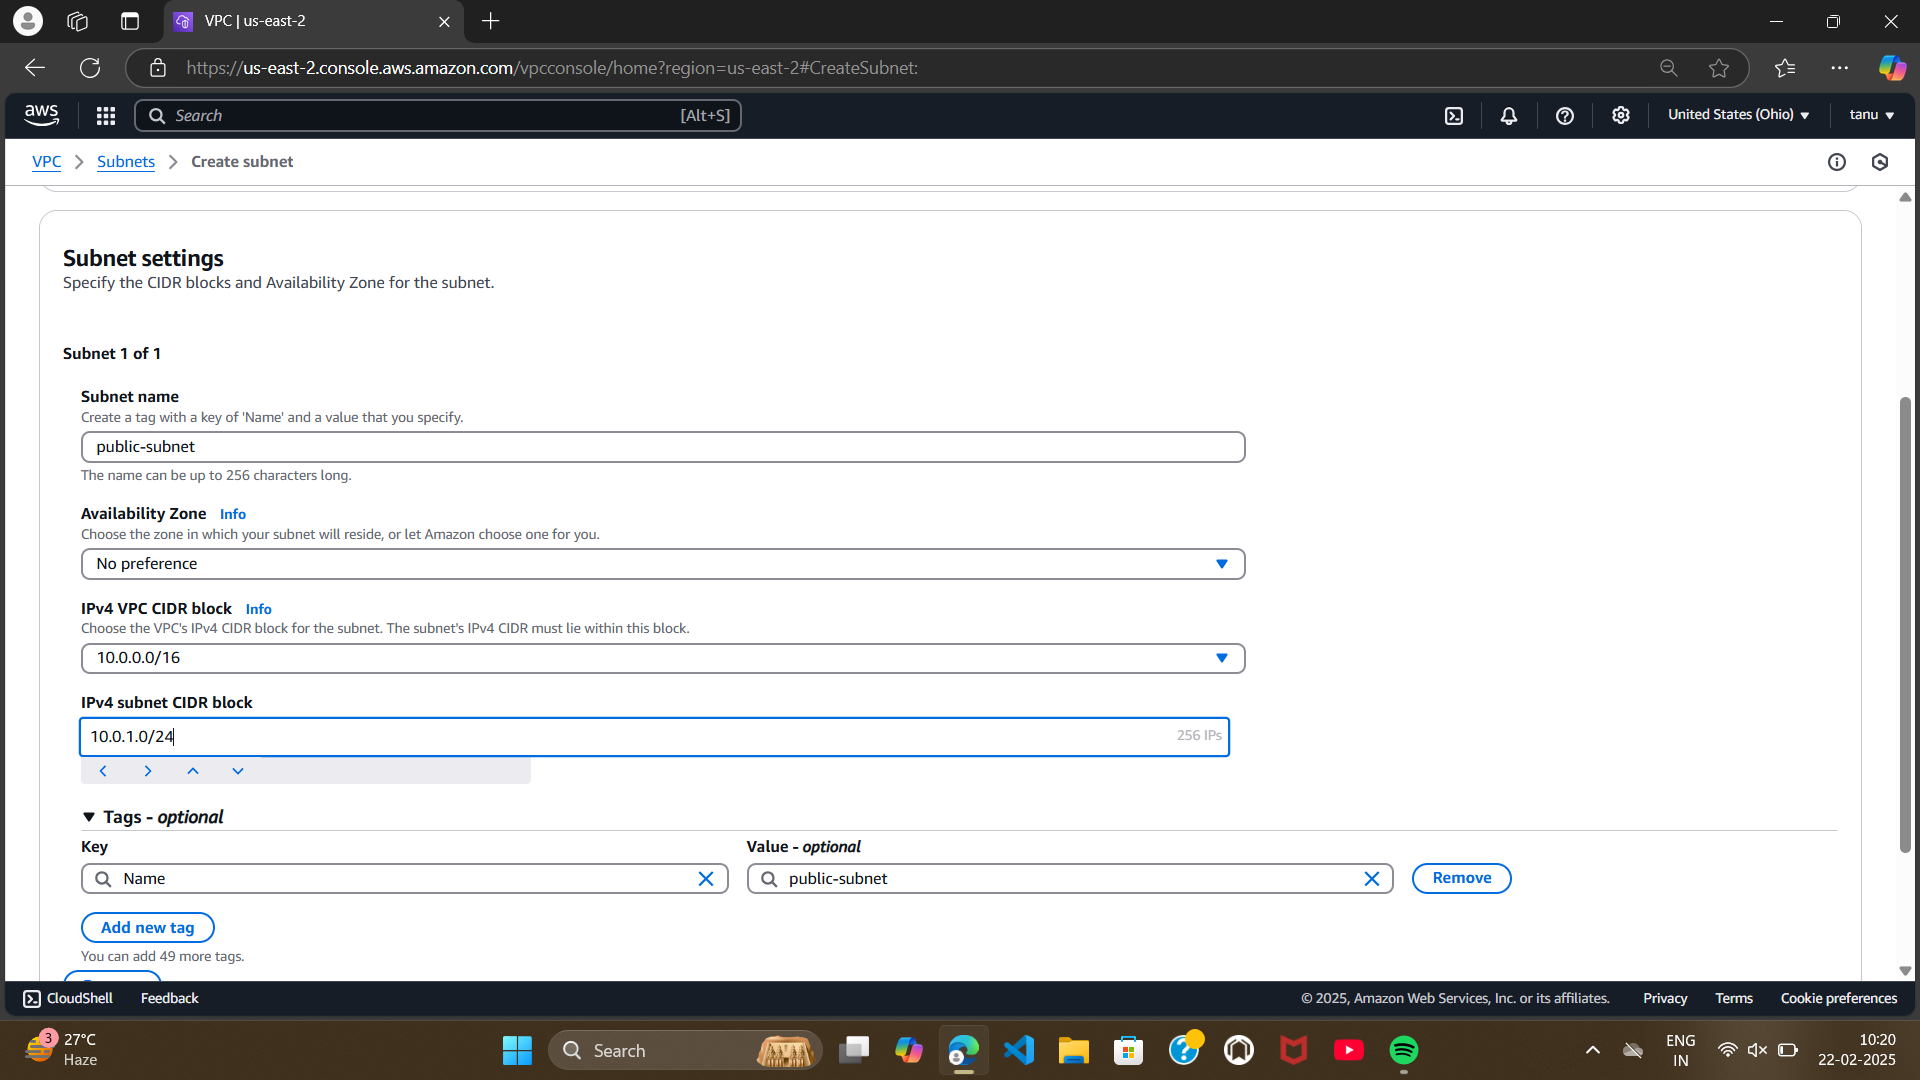 VPC | us-east-2
https://us-east-2.console.aws.amazon.com/vpcconsole/home?region=us-east-2#CreateSubnet:
aws
Search
[Alt+S]
United States (Ohio)
tanu
VPC
Subnets
Create subnet
Subnet settings
Specify the CIDR blocks and Availability Zone for the subnet.
Subnet 1 of 1
Subnet name
Create a tag with a key of 'Name' and a value that you specify.
public-subnet
The name can be up to 256 characters long.
Availability Zone Info
Choose the zone in which your subnet will reside, or let Amazon choose one for you.
No preference
IPv4 VPC CIDR block Info
Choose the VPC's IPv4 CIDR block for the subnet. The subnet's IPv4 CIDR must lie within this block.
10.0.0.0/16
IPv4 subnet CIDR block
10.0.1.0/24
256 IPs
Tags - optional
Key
Value - optional
Name
public-subnet
Remove
Add new tag
You can add 49 more tags.
CloudShell
Feedback
© 2025, Amazon Web Services, Inc. or its affiliates.
Privacy
Terms
Cookie preferences
3
27°C
Haze
Search
ENG
IN
10:20
22-02-2025